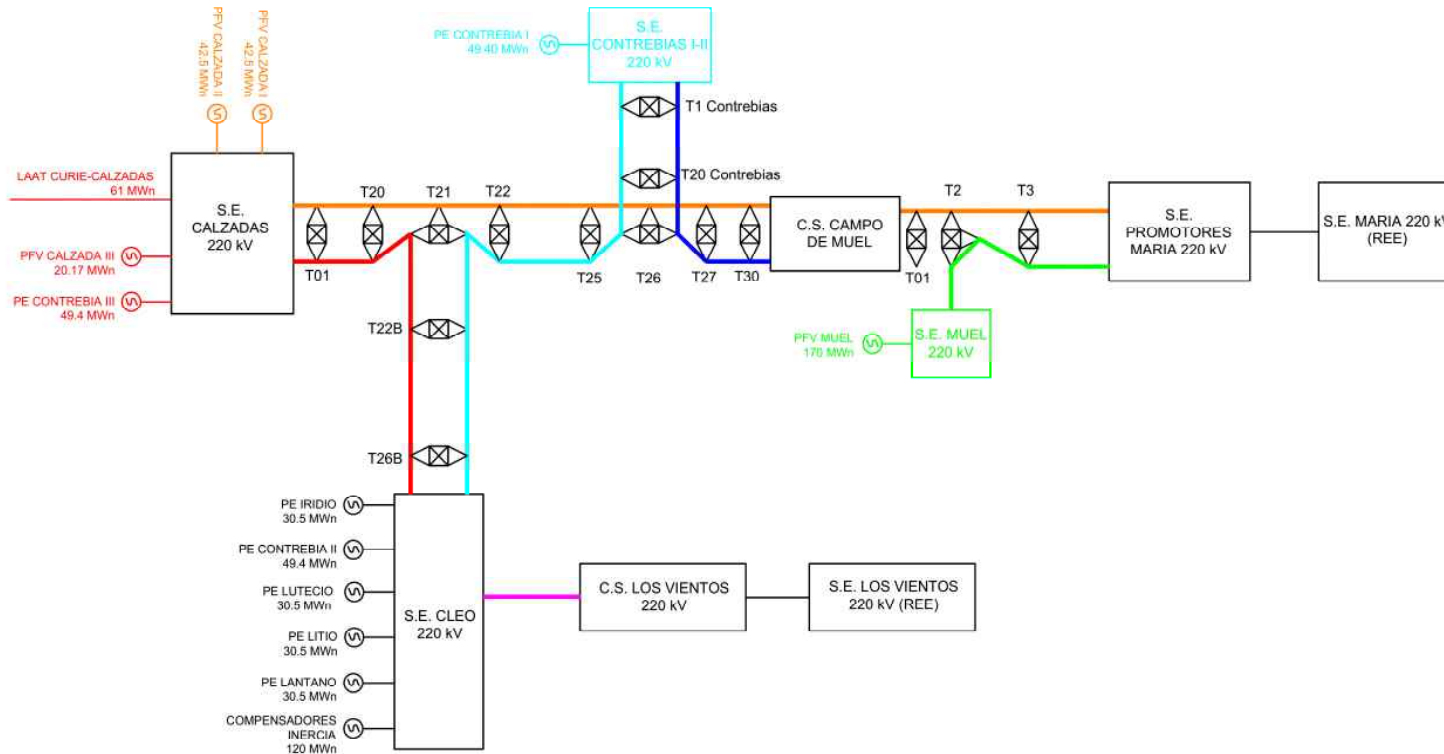 PFV CALZADA II
42.5 MWn
PFV CALZADA I
42.5 MWn
PE CONTREBIA I
49.40 MWn
S.E.
CONTREBIAS I-II
220 kV
T1 Contrebias
T20 Contrebias
LAAT CURIE-CALZADAS
61 MWn
S.E.
CALZADAS
220 kV
PFV CALZADA III
20.17 MWn
PE CONTREBIA III
49.4 MWn
T01
T20
T21
T22
T25
T26
T27
T30
C.S. CAMPO
DE MUEL
T01
T2
T3
S.E.
PROMOTORES
MARIA 220 kV
S.E. MARIA 220 kV
(REE)
PFV MUEL
170 MWn
S.E. MUEL
220 kV
T22B
T26B
PE IRIDIO
30.5 MWn
PE CONTREBIA II
49.4 MWn
PE LUTECIO
30.5 MWn
PE LITIO
30.5 MWn
PE LANTANO
30.5 MWn
COMPENSADORES
INERCIA
120 MWn
S.E. CLEO
220 kV
C.S. LOS VIENTOS
220 kV
S.E. LOS VIENTOS
220 kV (REE)